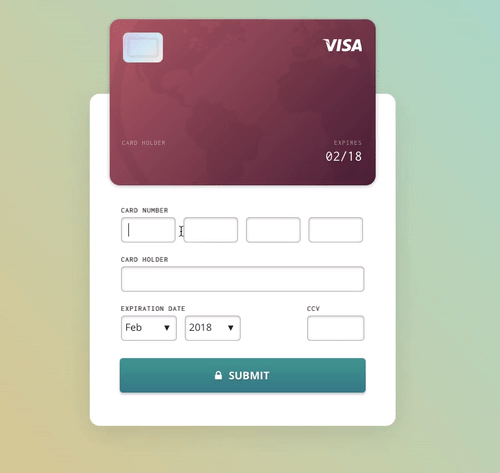 VISA
CARD HOLDER
EXPIRES
02/18
CARD NUMBER
CARD HOLDER
EXPIRATION DATE
CCV
Feb
2018
SUBMIT